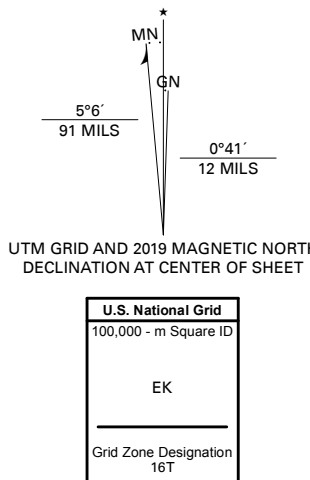 ★
MN
GN
5°6´
91 MILS
0°41´
12 MILS
UTM GRID AND 2019 MAGNETIC NORTH
DECLINATION AT CENTER OF SHEET
U.S. National Grid
100,000 - m Square ID
EK
Grid Zone Designation
16T